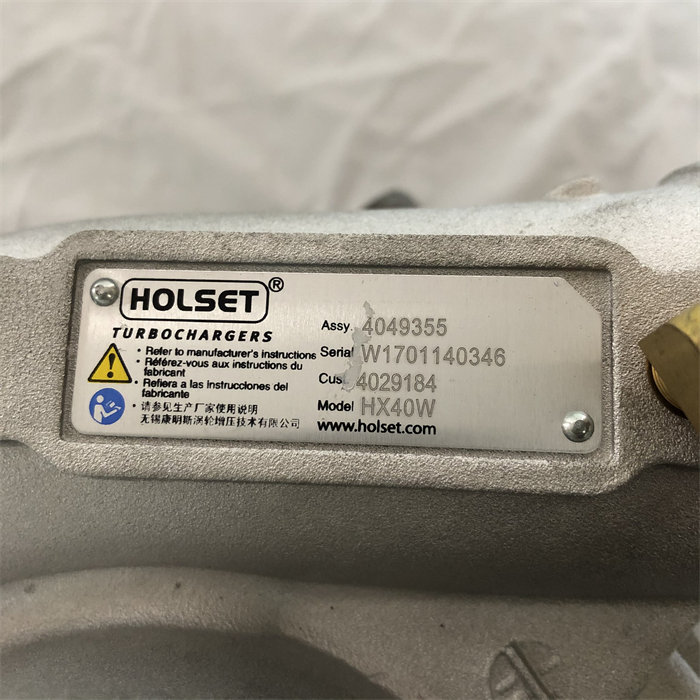 HOLSET®
TURBOCHARGERS
• Refer to manufacturer's instructions
• Référez-vous aux instructions du
fabricant
• Refiera a las instrucciones del
fabricante
• 请参见生产厂家使用说明
无锡康明斯涡轮增压技术有限公司
Assy. 4049355
Serial W1701140346
Cust. 4029184
Model HX40W
www.holset.com